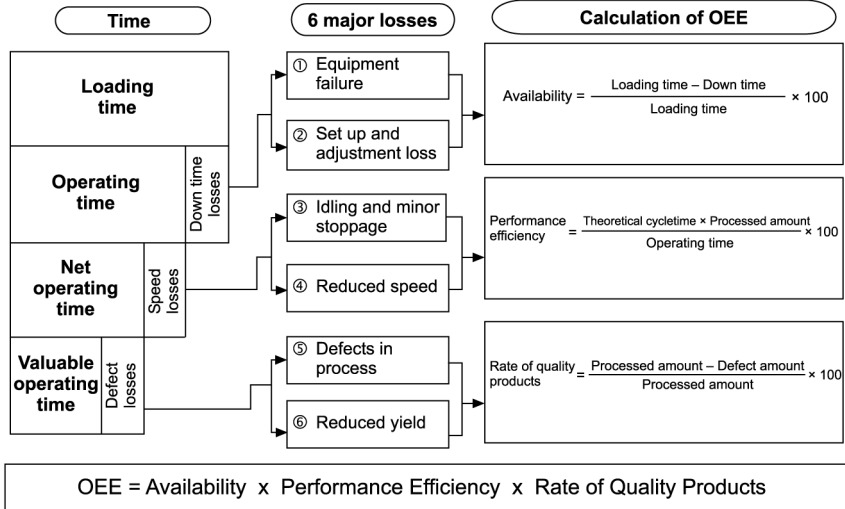 Time
6 major losses
Calculation of OEE
Loading
time
Operating
time
Down time
losses
Net
operating
time
Speed
losses
Valuable
operating
time
Defect
losses
① Equipment
failure
② Set up and
adjustment loss
③ Idling and minor
stoppage
④ Reduced speed
⑤ Defects in
process
⑥ Reduced yield
Availability = Loading time – Down time / Loading time × 100
Performance
efficiency = Theoretical cycletime × Processed amount / Operating time × 100
Rate of quality
products = Processed amount – Defect amount / Processed amount × 100
OEE = Availability x Performance Efficiency x Rate of Quality Products